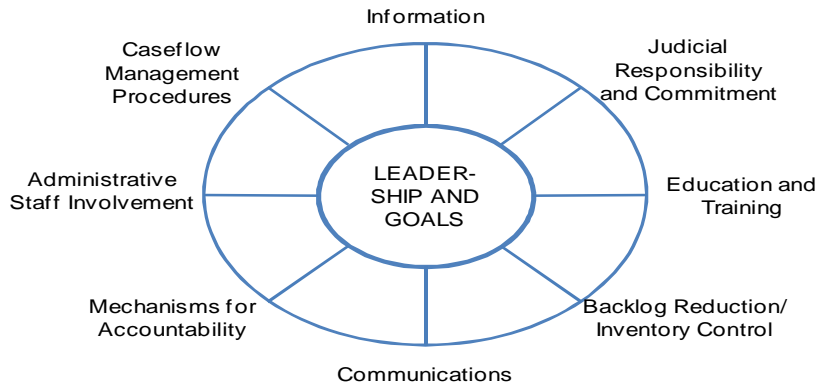 Information
Caseflow
Management
Procedures
Judicial
Responsibility
and Commitment
Administrative
Staff Involvement
LEADER-
SHIP AND
GOALS
Education and
Training
Mechanisms for
Accountability
Backlog Reduction/
Inventory Control
Communications